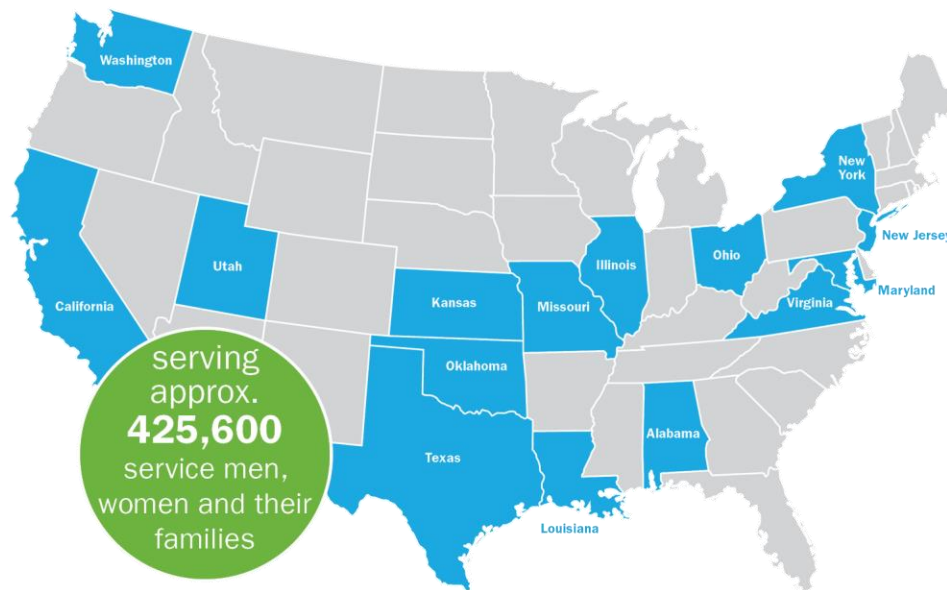 Washington
New
York
New Jersey
Utah
Illinois
Ohio
California
Kansas
Missouri
Virginia
Maryland
Oklahoma
serving
approx.
425,600
service men,
women and their
families
Texas
Alabama
Louisiana